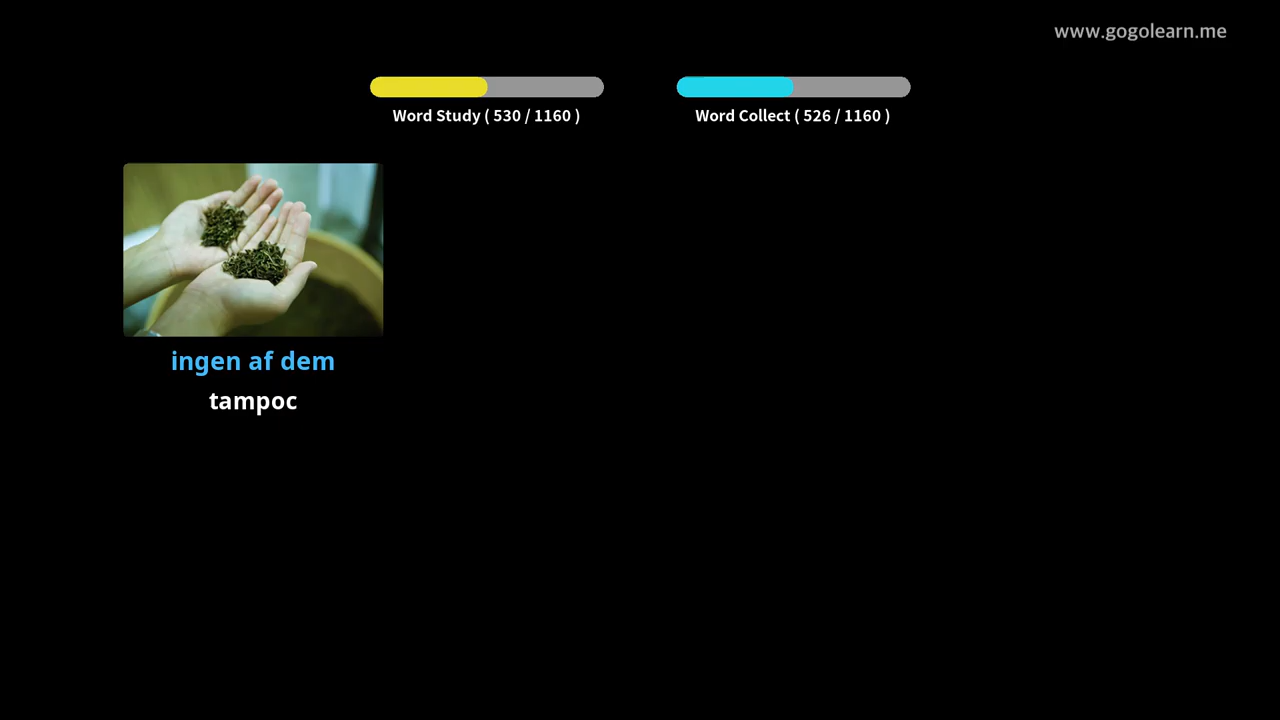 www.gogolearn.me
Word Study ( 530 / 1160 )
Word Collect ( 526 / 1160 )
ingen af dem
tampoc